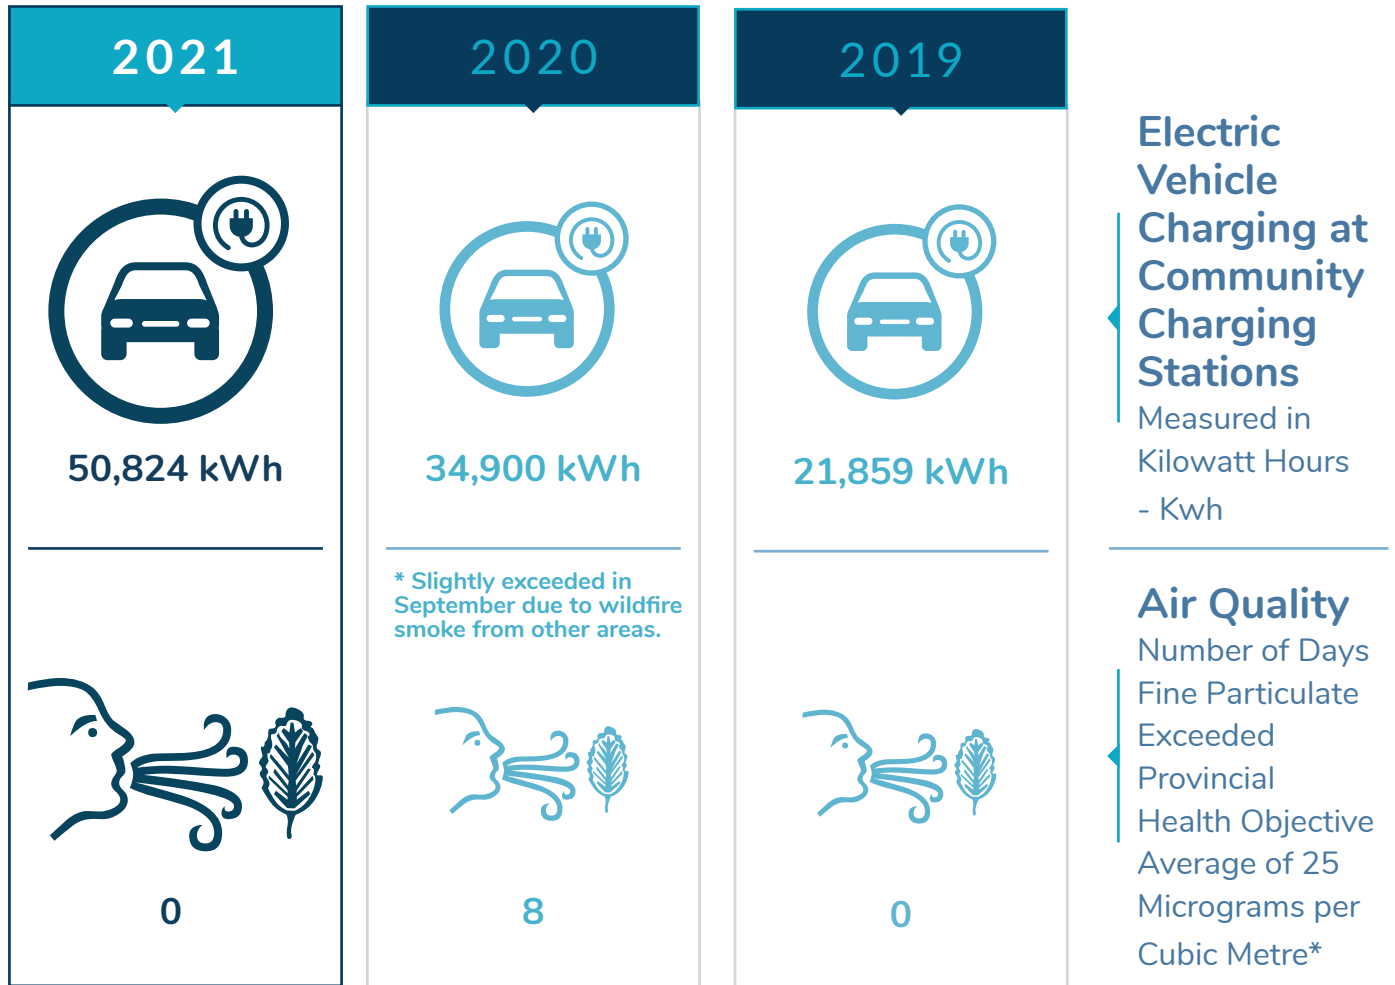 2021
2020
2019
50,824 kWh
34,900 kWh
21,859 kWh
Electric
Vehicle
Charging at
Community
Charging
Stations
Measured in
Kilowatt Hours
- Kwh
* Slightly exceeded in
September due to wildfire
smoke from other areas.
0
8
0
Air Quality
Number of Days
Fine Particulate
Exceeded
Provincial
Health Objective
Average of 25
Micrograms per
Cubic Metre*